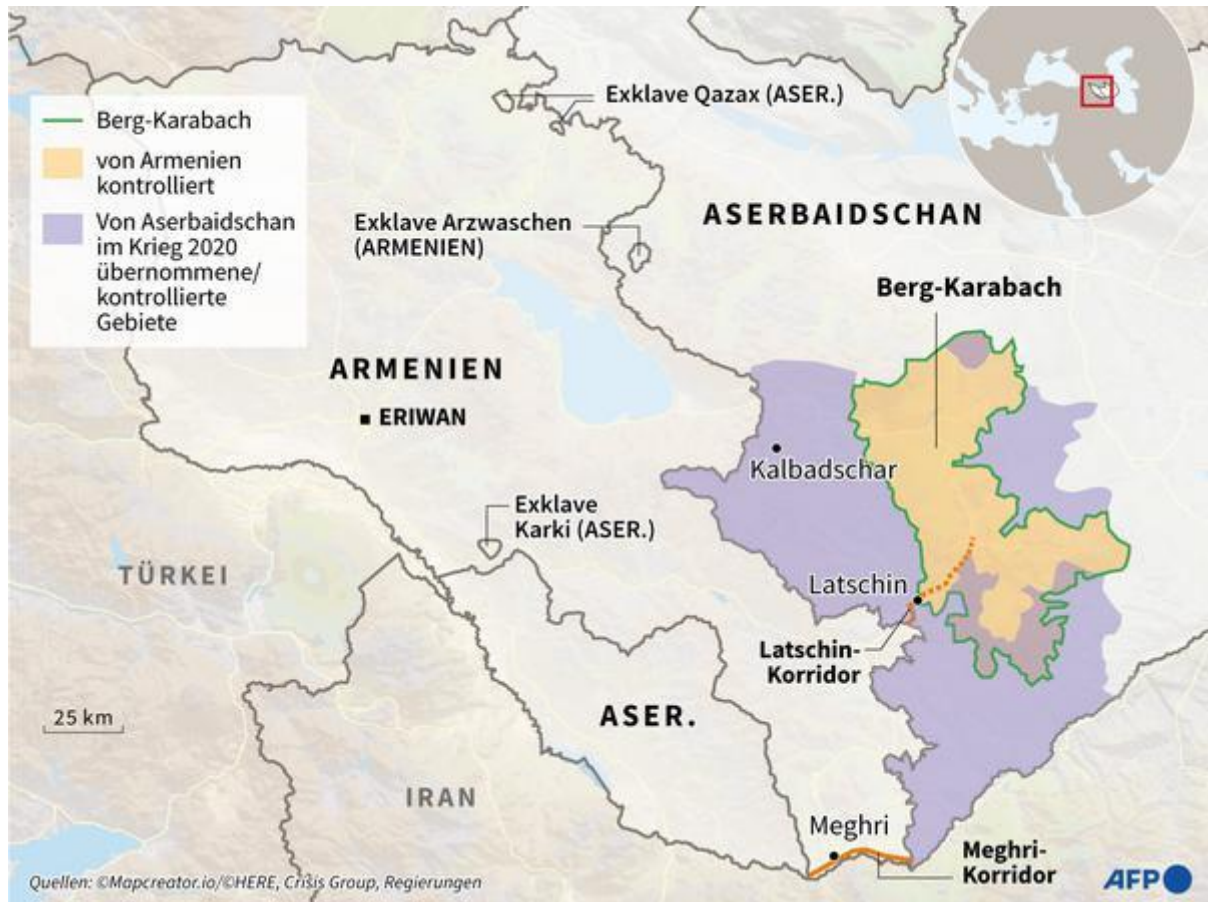 Berg-Karabach
von Armenien
kontrolliert
Von Aserbaidschan
im Krieg 2020
übernommene/
kontrollierte
Gebiete
Exklave Qazax (ASER.)
Exklave Arzwaschen
(ARMENIEN)
ASERBAIDSCHAN
Berg-Karabach
ARMENIEN
ERIWAN
Kalbadschar
Exklave
Karki (ASER.)
TÜRKEI
Latschin
Latschin-
Korridor
25 km
ASER.
IRAN
Meghri
Meghri-
Korridor
Quellen: ©Mapcreator.io/©HERE, Crisis Group, Regierungen
AFP